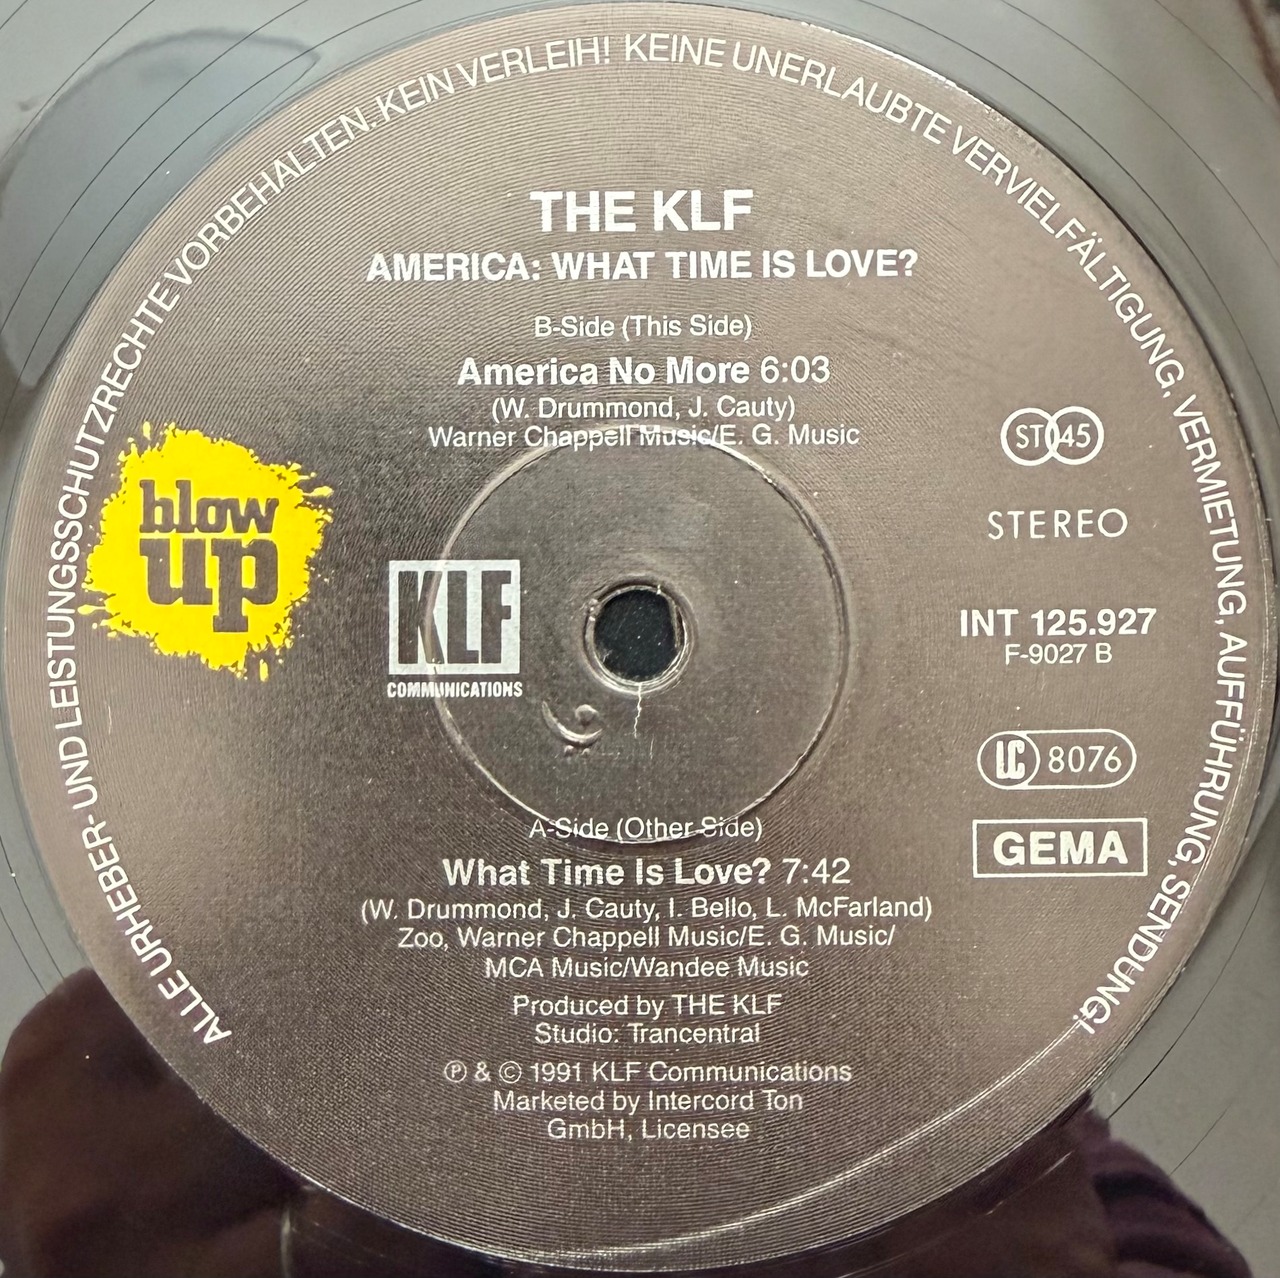 ALLE URHEBER- UND LEISTUNGSSCHUTZRECHTE VORBEHALTEN. KEIN VERLEIH! KEINE UNERLAUBTE VERVIELFÄLTIGUNG, VERMIETUNG, AUFFÜHRUNG, SENDUNG!
THE KLF
AMERICA: WHAT TIME IS LOVE?
B-Side (This Side)
America No More 6:03
(W. Drummond, J. Cauty)
Warner Chappell Music/E. G. Music
blow
up
KLF
COMMUNICATIONS
ST 45
STEREO
INT 125.927
F-9027 B
LC 8076
GEMA
A-Side (Other Side)
What Time Is Love? 7:42
(W. Drummond, J. Cauty, I. Bello, L. McFarland)
Zoo, Warner Chappell Music/E. G. Music/
MCA Music/Wandee Music
Produced by THE KLF
Studio: Trancentral
℗ & © 1991 KLF Communications
Marketed by Intercord Ton
GmbH, Licensee